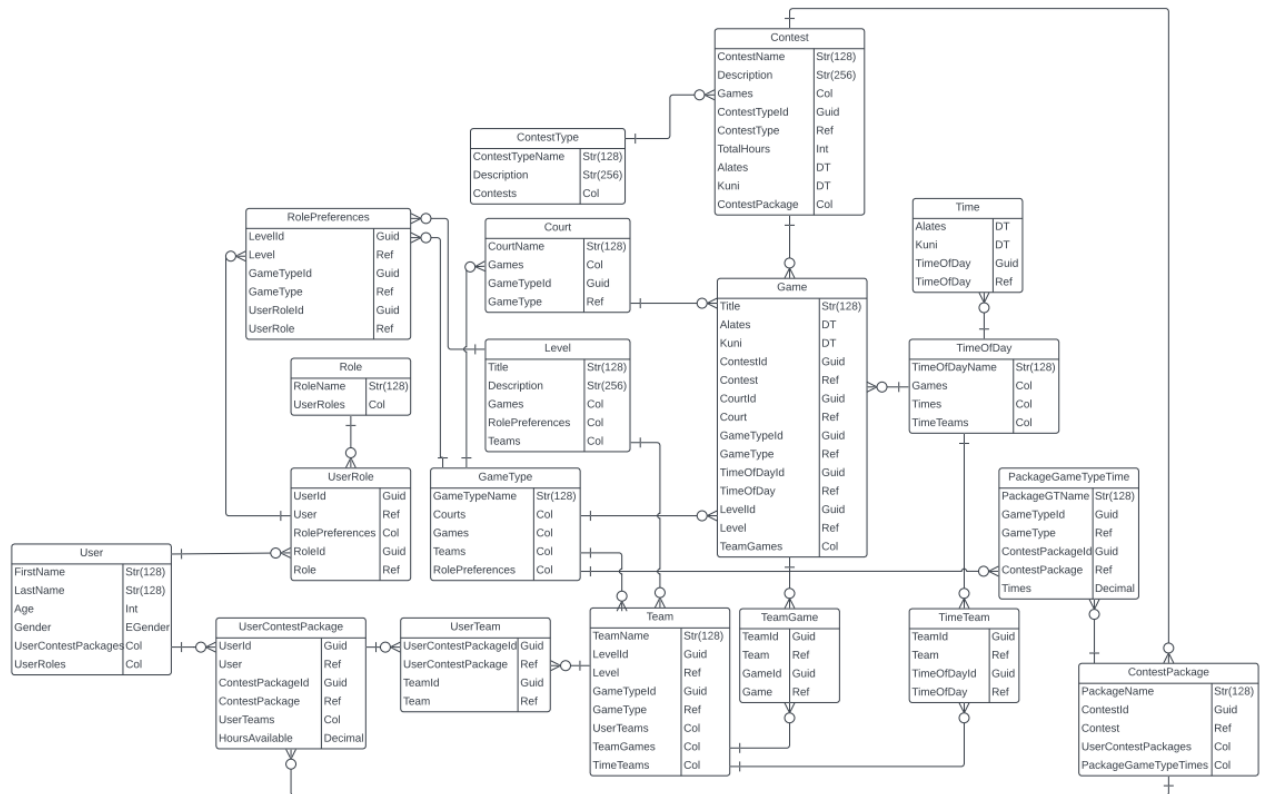 Contest
ContestName Str(128)
Description Str(256)
Games Col
ContestTypeId Guid
ContestType Ref
TotalHours Int
Alates DT
Kuni DT
ContestPackage Col
ContestType
ContestTypeName Str(128)
Description Str(256)
Contests Col
Time
Alates DT
Kuni DT
TimeOfDay Guid
TimeOfDay Ref
RolePreferences
LevelId Guid
Level Ref
GameTypeId Guid
GameType Ref
UserRoleId Guid
UserRole Ref
Court
CourtName Str(128)
Games Col
GameTypeId Guid
GameType Ref
Game
Title Str(128)
Alates DT
Kuni DT
ContestId Guid
Contest Ref
CourtId Guid
Court Ref
GameTypeId Guid
GameType Ref
TimeOfDayId Guid
TimeOfDay Ref
LevelId Guid
Level Ref
TeamGames Col
Level
Title Str(128)
Description Str(256)
Games Col
RolePreferences Col
Teams Col
TimeOfDay
TimeOfDayName Str(128)
Games Col
Times Col
TimeTeams Col
Role
RoleName Str(128)
UserRoles Col
UserRole
UserId Guid
User Ref
RolePreferences Col
RoleId Guid
Role Ref
GameType
GameTypeName Str(128)
Courts Col
Games Col
Teams Col
RolePreferences Col
PackageGameTypeTime
PackageGTName Str(128)
GameTypeId Guid
GameType Ref
ContestPackageId Guid
ContestPackage Ref
Times Decimal
User
FirstName Str(128)
LastName Str(128)
Age Int
Gender EGender
UserContestPackages Col
UserRoles Col
UserContestPackage
UserId Guid
User Ref
ContestPackageId Guid
ContestPackage Ref
UserTeams Col
HoursAvailable Decimal
UserTeam
UserContestPackageId Guid
UserContestPackage Ref
TeamId Guid
Team Ref
Team
TeamName Str(128)
LevelId Guid
Level Ref
GameTypeId Guid
GameType Ref
UserTeams Col
TeamGames Col
TimeTeams Col
TeamGame
TeamId Guid
Team Ref
GameId Guid
Game Ref
TimeTeam
TeamId Guid
Team Ref
TimeOfDayId Guid
TimeOfDay Ref
ContestPackage
PackageName Str(128)
ContestId Guid
Contest Ref
UserContestPackages Col
PackageGameTypeTimes Col